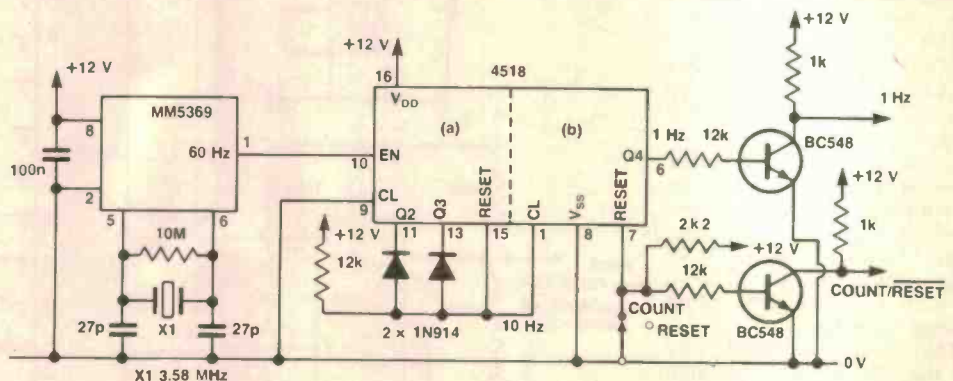 +12 V
+12 V
+12 V
16
4518
1k
8
MM5369
V_DD
(a)
(b)
1 Hz
1
60 Hz
1 Hz
12k
BC548
10
EN
Q4
6
100n
2
+12 V
CL
9
Q2
Q3
RESET
CL
V_SS
RESET
2k2
1k
5
6
+12 V
11
13
15
1
8
7
+12 V
10M
12k
12k
COUNT
COUNT/RESET
27p
X1
27p
2 x 1N914
10 Hz
RESET
BC548
0 V
X1 3.58 MHz